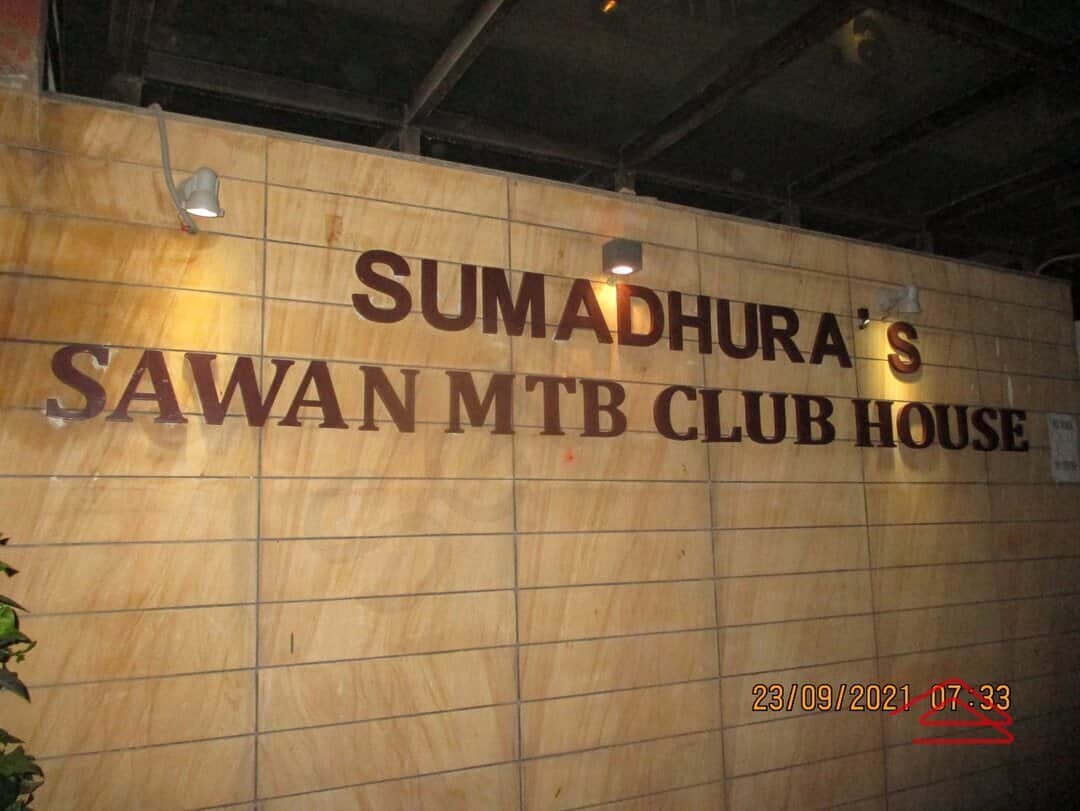 SUMADHURA'S
SAWAN MTB CLUB HOUSE
23/09/2021 07:33